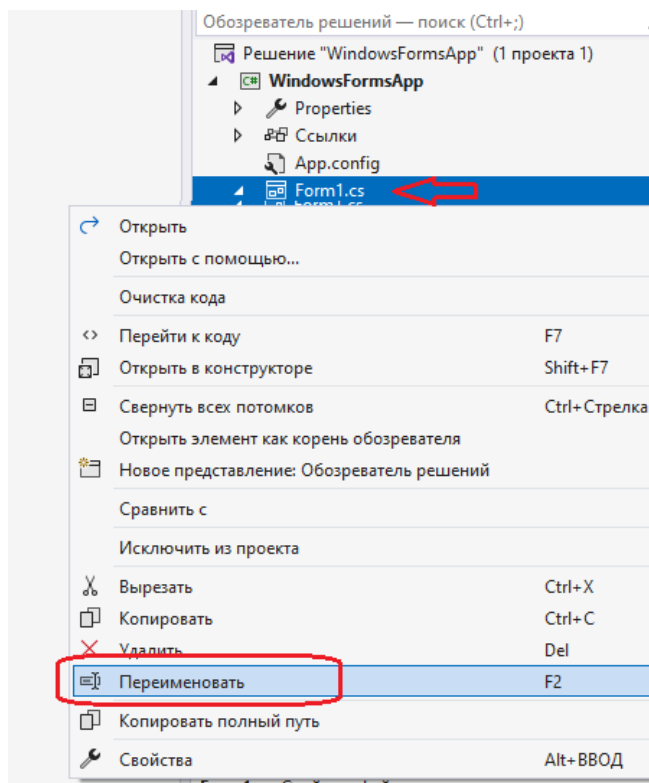 Обозреватель решений — поиск (Ctrl+;)
Решение "WindowsFormsApp" (1 проекта 1)
C# WindowsFormsApp
Properties
Ссылки
App.config
Form1.cs
Form1.cs
Открыть
Открыть с помощью...
Очистка кода
Перейти к коду F7
Открыть в конструкторе Shift+F7
Свернуть всех потомков Ctrl+Стрелка
Открыть элемент как корень обозревателя
Новое представление: Обозреватель решений
Сравнить с
Исключить из проекта
Вырезать Ctrl+X
Копировать Ctrl+C
Удалить Del
Переименовать F2
Копировать полный путь
Свойства Alt+ВВОД